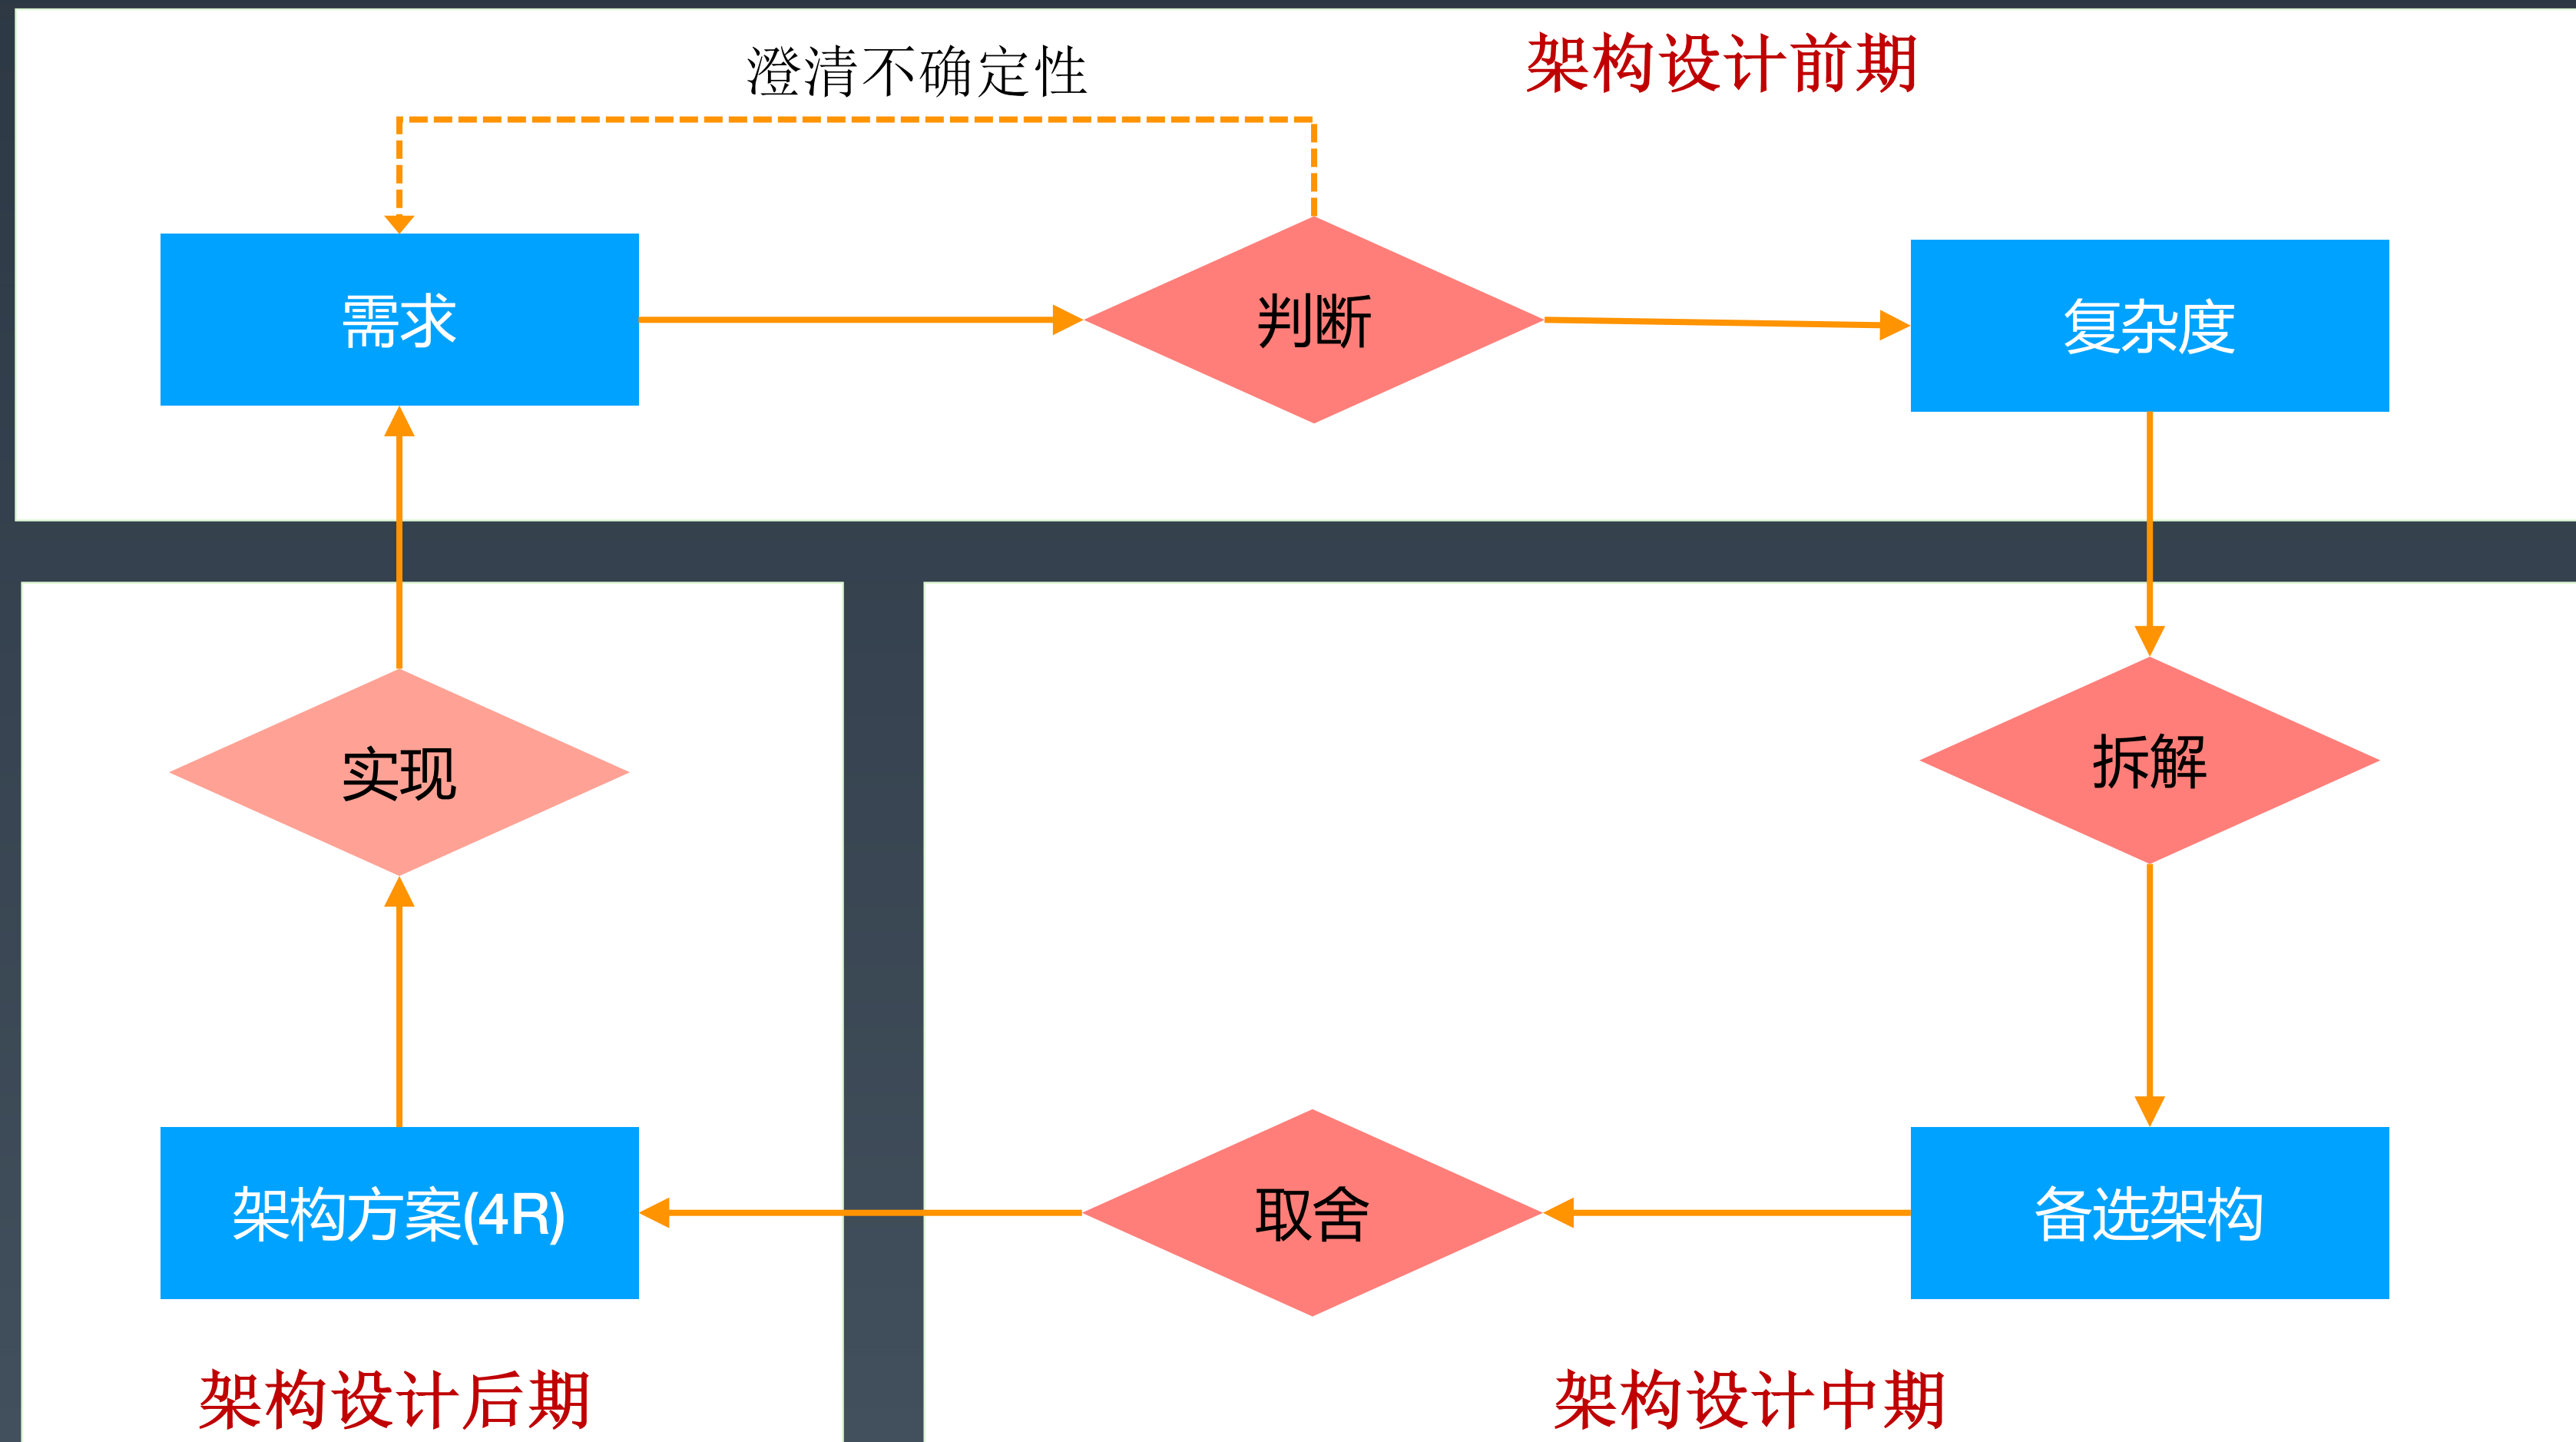 澄清不确定性
架构设计前期
需求
判断
复杂度
实现
拆解
架构方案(4R)
取舍
备选架构
架构设计后期
架构设计中期